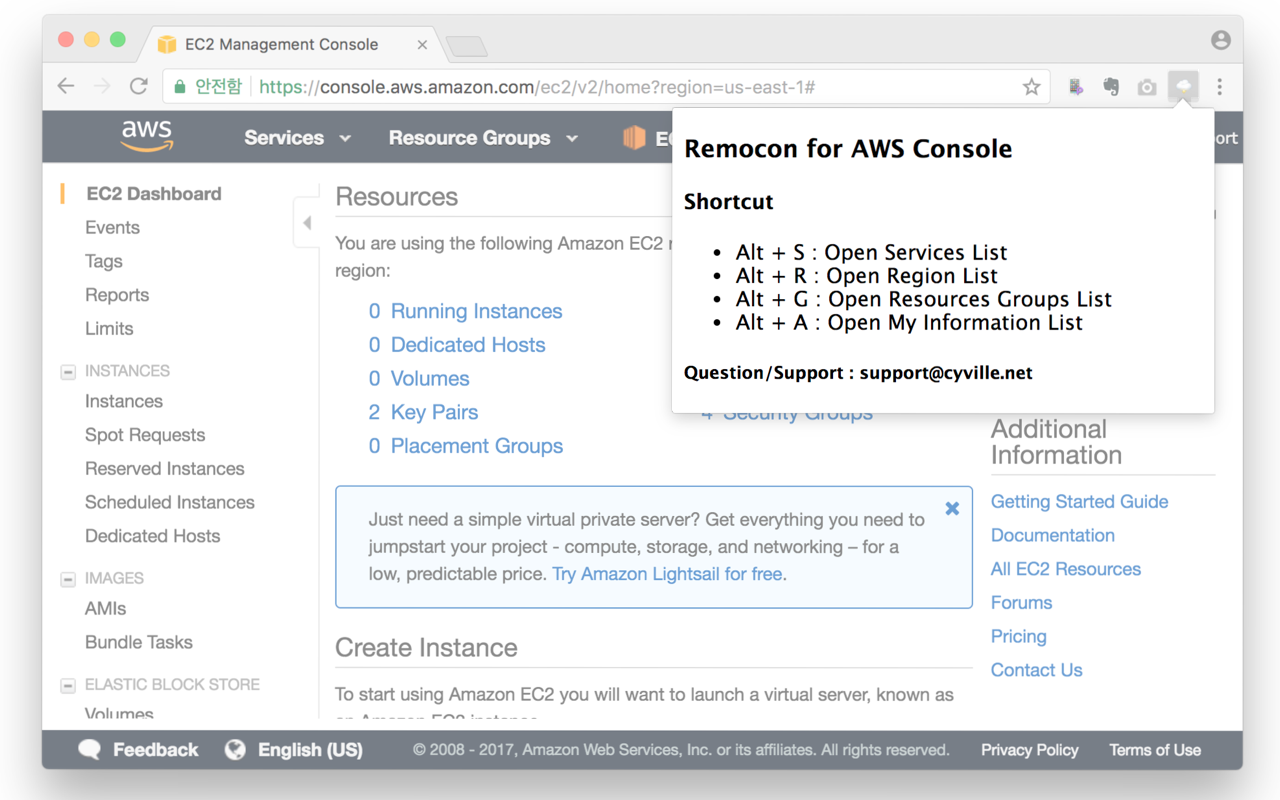 EC2 Management Console
안전함 https://console.aws.amazon.com/ec2/v2/home?region=us-east-1#
aws
Services
Resource Groups
Remocon for AWS Console
Shortcut
• Alt + S : Open Services List
• Alt + R : Open Region List
• Alt + G : Open Resources Groups List
• Alt + A : Open My Information List
Question/Support : support@cyville.net
EC2 Dashboard
Events
Tags
Reports
Limits
INSTANCES
Instances
Spot Requests
Reserved Instances
Scheduled Instances
Dedicated Hosts
IMAGES
AMIs
Bundle Tasks
ELASTIC BLOCK STORE
Volumes
Resources
You are using the following Amazon EC2
region:
0 Running Instances
0 Dedicated Hosts
0 Volumes
2 Key Pairs
4 Security Groups
0 Placement Groups
Just need a simple virtual private server? Get everything you need to
jumpstart your project - compute, storage, and networking – for a
low, predictable price. Try Amazon Lightsail for free.
Create Instance
To start using Amazon EC2 you will want to launch a virtual server, known as
an Amazon EC2 instance.
Additional
Information
Getting Started Guide
Documentation
All EC2 Resources
Forums
Pricing
Contact Us
Feedback
English (US)
© 2008 - 2017, Amazon Web Services, Inc. or its affiliates. All rights reserved.
Privacy Policy
Terms of Use